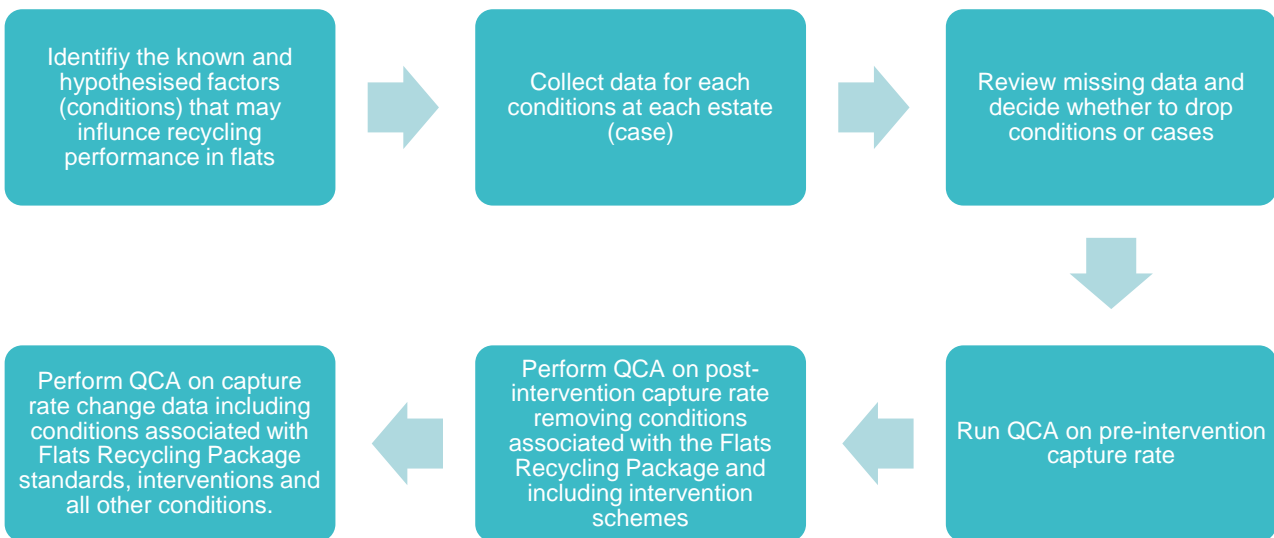 Identifiy the known and
hypothesised factors
(conditions) that may
influnce recycling
performance in flats
Collect data for each
conditions at each estate
(case)
Review missing data and
decide whether to drop
conditions or cases
Run QCA on pre-intervention
capture rate
Perform QCA on post-
intervention capture rate
removing conditions
associated with the Flats
Recycling Package and
including intervention
schemes
Perform QCA on capture
rate change data including
conditions associated with
Flats Recycling Package
standards, interventions and
all other conditions.